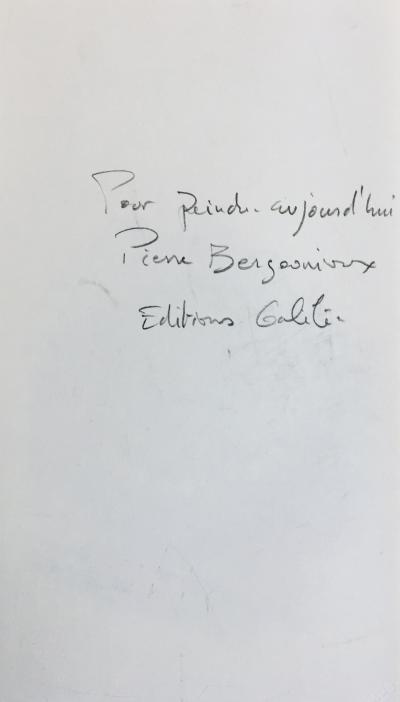 Pour peindre aujourd'hui
Pierre Bergounioux
Editions Galilée